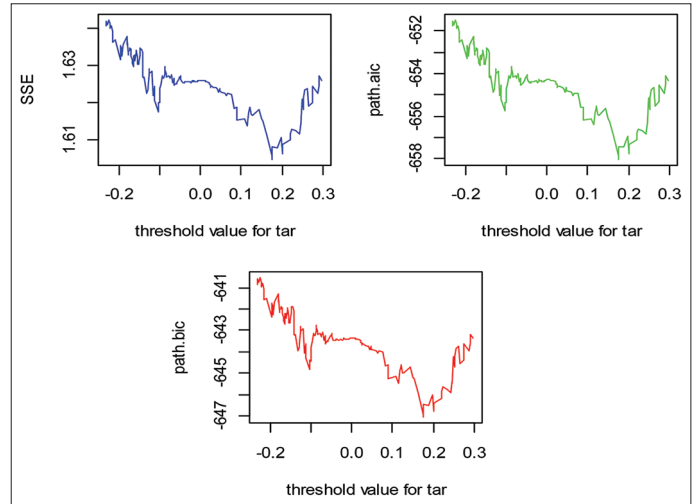 SSE
1.63
1.61
-0.2 0.0 0.1 0.2 0.3
threshold value for tar
path.aic
-652
-654
-656
-658
-0.2 0.0 0.1 0.2 0.3
threshold value for tar
path.bic
-641
-643
-645
-647
-0.2 0.0 0.1 0.2 0.3
threshold value for tar